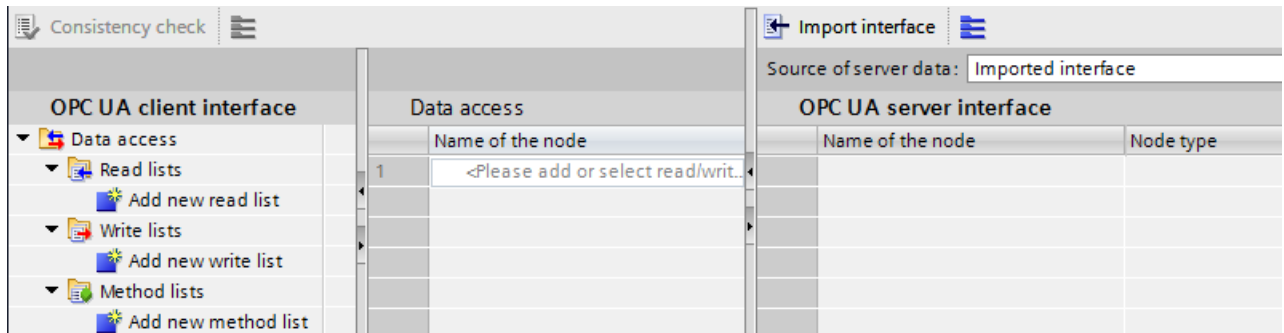 Consistency check
Import interface
Source of server data: Imported interface
OPC UA client interface
Data access
OPC UA server interface
Data access
Name of the node
Name of the node
Node type
Read lists
1
<Please add or select read/writ...
Add new read list
Write lists
Add new write list
Method lists
Add new method list